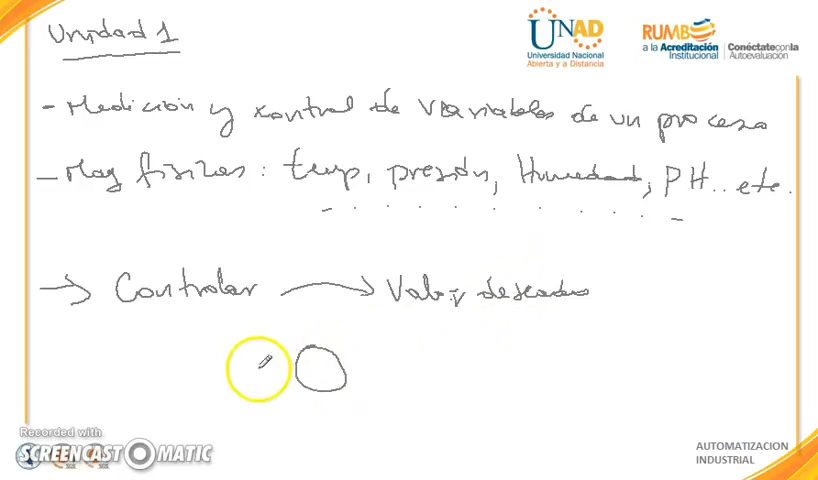 Unidad 1
UNAD
Universidad Nacional
Abierta y a Distancia
RUMBO
a la Acreditación
Institucional
Conéctate con la
Autoevaluación
- Medición y control de variables de un proceso
- Mag físicas : temp, presión, Humedad, PH.. etc.
→ Controlar → Valor deseado
Recorded with
SCREENCAST-O-MATIC
AUTOMATIZACION
INDUSTRIAL